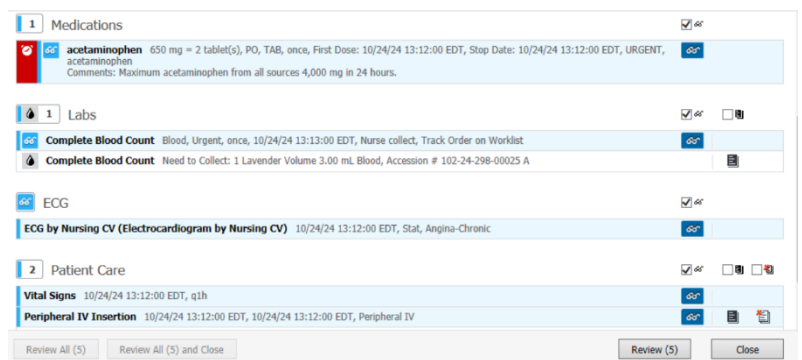 1 Medications
acetaminophen 650 mg = 2 tablet(s), PO, TAB, once, First Dose: 10/24/24 13:12:00 EDT, Stop Date: 10/24/24 13:12:00 EDT, URGENT,
acetaminophen
Comments: Maximum acetaminophen from all sources 4,000 mg in 24 hours.
1 Labs
Complete Blood Count Blood, Urgent, once, 10/24/24 13:13:00 EDT, Nurse collect, Track Order on Worklist
Complete Blood Count Need to Collect: 1 Lavender Volume 3.00 mL Blood, Accession # 102-24-298-00025 A
ECG
ECG by Nursing CV (Electrocardiogram by Nursing CV) 10/24/24 13:12:00 EDT, Stat, Angina-Chronic
2 Patient Care
Vital Signs 10/24/24 13:12:00 EDT, q1h
Peripheral IV Insertion 10/24/24 13:12:00 EDT, 10/24/24 13:12:00 EDT, Peripheral IV
Review All (5) Review All (5) and Close Review (5) Close